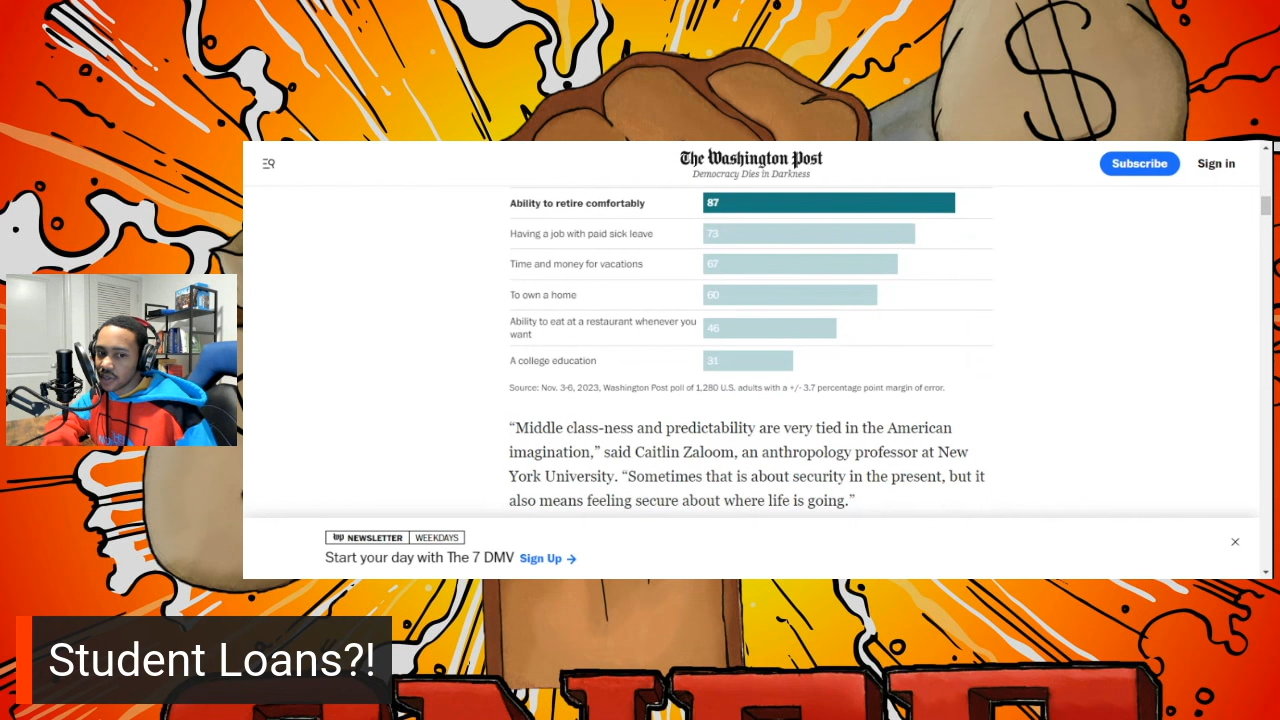 The Washington Post
Democracy Dies in Darkness
Subscribe
Sign in
Ability to retire comfortably
87
Having a job with paid sick leave
73
Time and money for vacations
67
To own a home
60
Ability to eat at a restaurant whenever you
want
46
A college education
31
Source: Nov. 3-6, 2023, Washington Post poll of 1,280 U.S. adults with a +/- 3.7 percentage point margin of error.
“Middle class-ness and predictability are very tied in the American
imagination,” said Caitlin Zaloom, an anthropology professor at New
York University. “Sometimes that is about security in the present, but it
also means feeling secure about where life is going.”
wp NEWSLETTER WEEKDAYS
Start your day with The 7 DMV Sign Up →
Student Loans?!